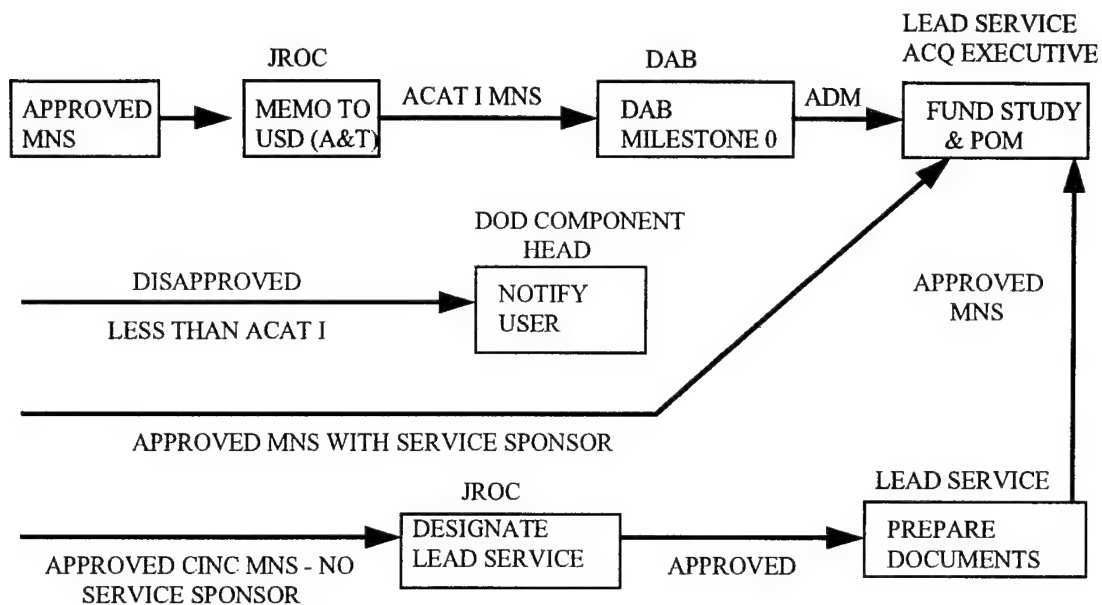 LEAD SERVICE
ACQ EXECUTIVE
JROC
DAB
APPROVED
MNS
MEMO TO
USD (A&T)
ACAT I MNS
DAB
MILESTONE 0
ADM
FUND STUDY
& POM
DOD COMPONENT
HEAD
DISAPPROVED
LESS THAN ACAT I
NOTIFY
USER
APPROVED
MNS
APPROVED MNS WITH SERVICE SPONSOR
JROC
LEAD SERVICE
DESIGNATE
LEAD SERVICE
APPROVED CINC MNS - NO
SERVICE SPONSOR
APPROVED
PREPARE
DOCUMENTS